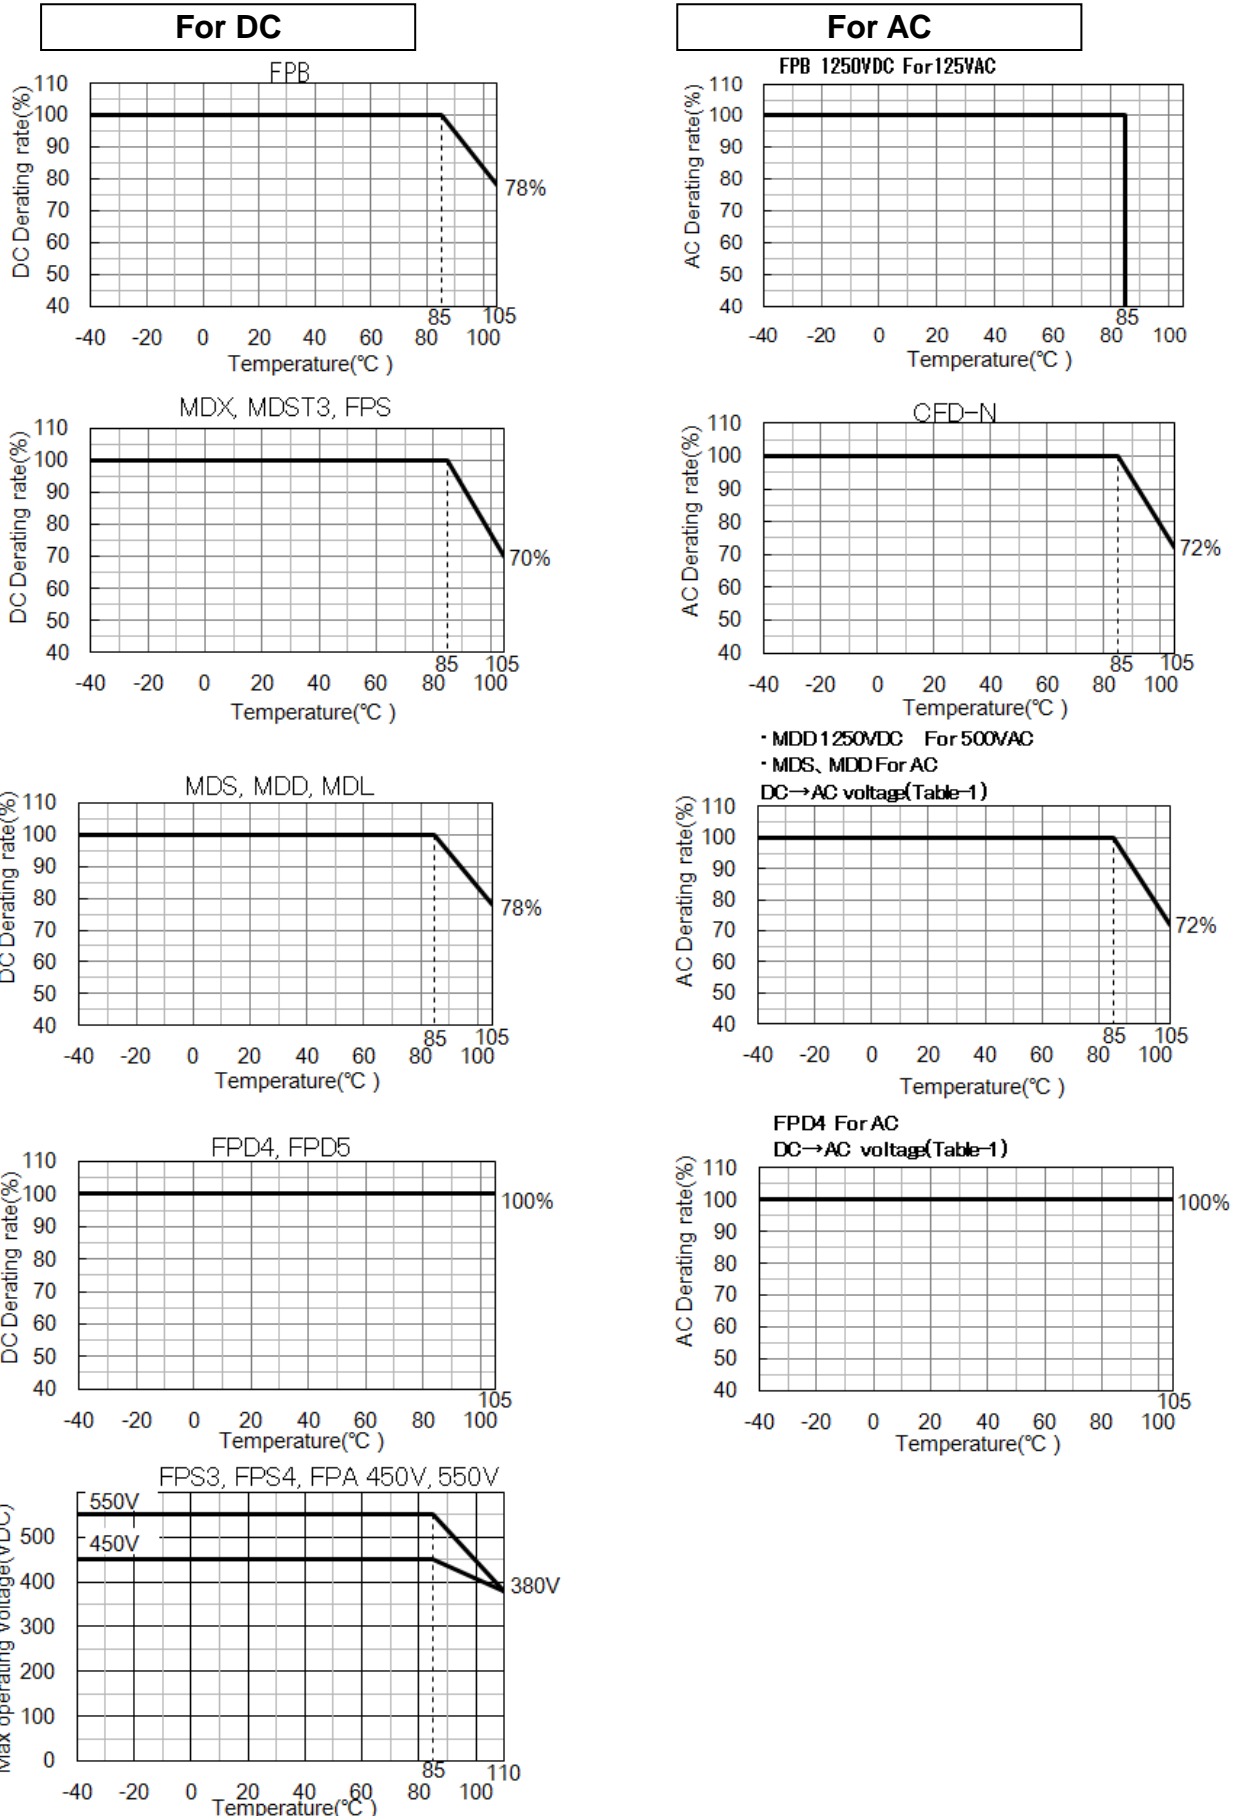 For DC
FPB
DC Derating rate(%)
110
100
90
80
70
60
50
40
78%
85
105
-40 -20 0 20 40 60 80 100
Temperature(℃ )
MDX, MDST3, FPS
DC Derating rate(%)
110
100
90
80
70
60
50
40
70%
85
105
-40 -20 0 20 40 60 80 100
Temperature(℃ )
MDS, MDD, MDL
DC Derating rate(%)
110
100
90
80
70
60
50
40
78%
85
105
-40 -20 0 20 40 60 80 100
Temperature(℃ )
FPD4, FPD5
DC Derating rate(%)
110
100
90
80
70
60
50
40
100%
105
-40 -20 0 20 40 60 80 100
Temperature(℃ )
FPS3, FPS4, FPA 450V, 550V
Max operating voltage(VDC)
550V
450V
500
400
300
200
100
0
380V
85
110
-40 -20 0 20 40 60 80 100
Temperature(℃ )
For AC
FPB 1250VDC For125VAC
AC Derating rate(%)
110
100
90
80
70
60
50
40
85
-40 -20 0 20 40 60 80 100
Temperature(℃ )
CFD-N
AC Derating rate(%)
110
100
90
80
70
60
50
40
72%
85
105
-40 -20 0 20 40 60 80 100
Temperature(℃ )
・MDD1250VDC For 500VAC
・MDS、MDD For AC
DC→AC voltage(Table-1)
AC Derating rate(%)
110
100
90
80
70
60
50
40
72%
85
105
-40 -20 0 20 40 60 80 100
Temperature(℃ )
FPD4 For AC
DC→AC voltage(Table-1)
AC Derating rate(%)
110
100
90
80
70
60
50
40
100%
105
-40 -20 0 20 40 60 80 100
Temperature(℃ )